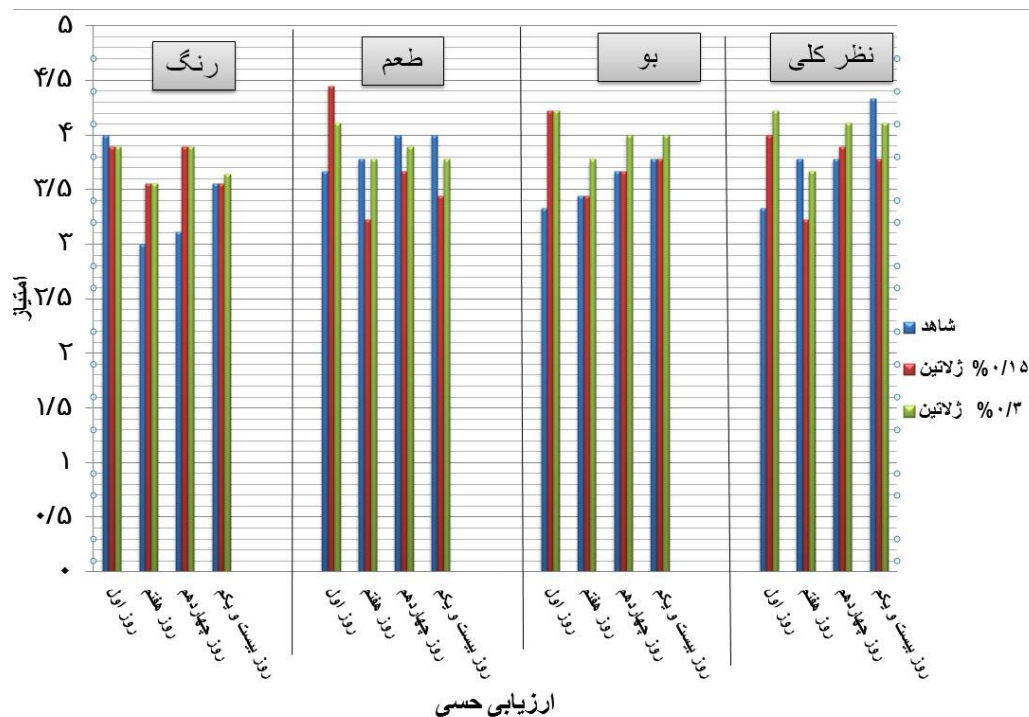 رنگ
طعم
بو
نظر کلی
۵
۴/۵
۴
۳/۵
۳
۲/۵
۲
۱/۵
۱
۰/۵
۰
امتیاز
شاهد
%۰/۱۵ ژلاتین
%۰/۳ ژلاتین
روز اول
روز هفتم
روز چهاردهم
روز بیست و یکم
روز اول
روز هفتم
روز چهاردهم
روز بیست و یکم
روز اول
روز هفتم
روز چهاردهم
روز بیست و یکم
روز اول
روز هفتم
روز چهاردهم
روز بیست و یکم
ارزیابی حسی